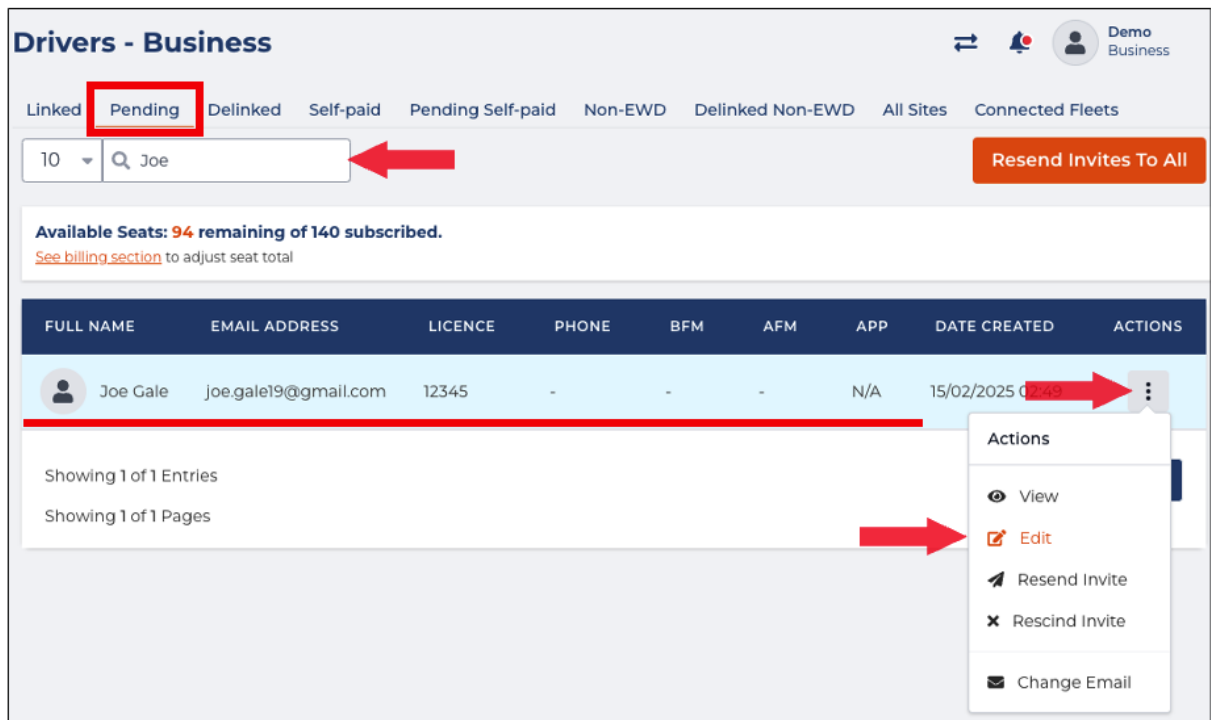 Drivers - Business
Demo
Business
Linked Pending Delinked Self-paid Pending Self-paid Non-EWD Delinked Non-EWD All Sites Connected Fleets
10 Joe
Resend Invites To All
Available Seats: 94 remaining of 140 subscribed.
See billing section to adjust seat total
FULL NAME EMAIL ADDRESS LICENCE PHONE BFM AFM APP DATE CREATED ACTIONS
Joe Gale joe.gale19@gmail.com 12345 - - - N/A 15/02/2025 02:49
Actions
Showing 1 of 1 Entries
View
Showing 1 of 1 Pages
Edit
Resend Invite
Rescind Invite
Change Email